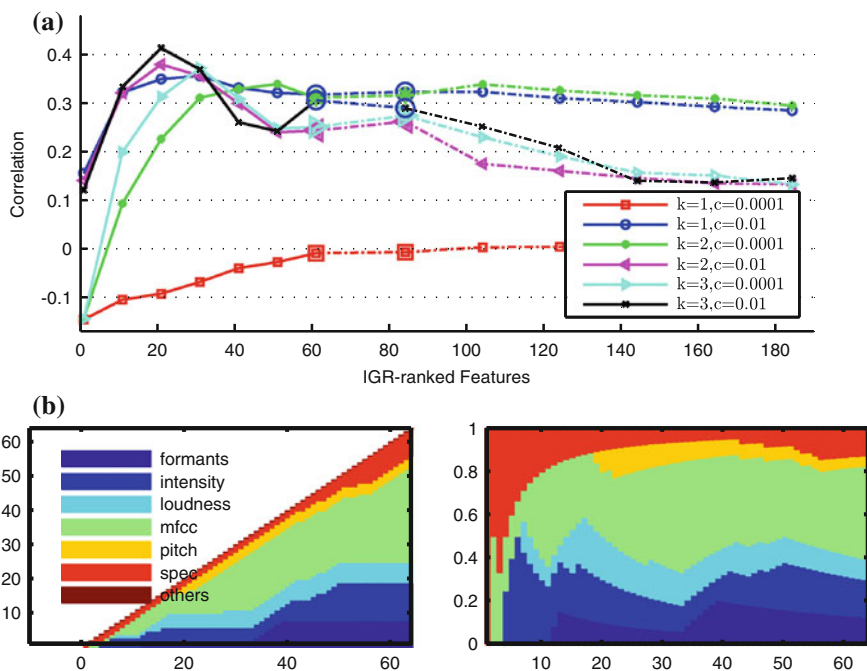 (a)
0.4
0.3
0.2
0.1
0
-0.1
Correlation
0 20 40 60 80 100 120 140 160 180
IGR-ranked Features
k=1,c=0.0001
k=1,c=0.01
k=2,c=0.0001
k=2,c=0.01
k=3,c=0.0001
k=3,c=0.01
(b)
60
50
40
30
20
10
0 20 40 60
formants
intensity
loudness
mfcc
pitch
spec
others
1
0.8
0.6
0.4
0.2
0
10 20 30 40 50 60